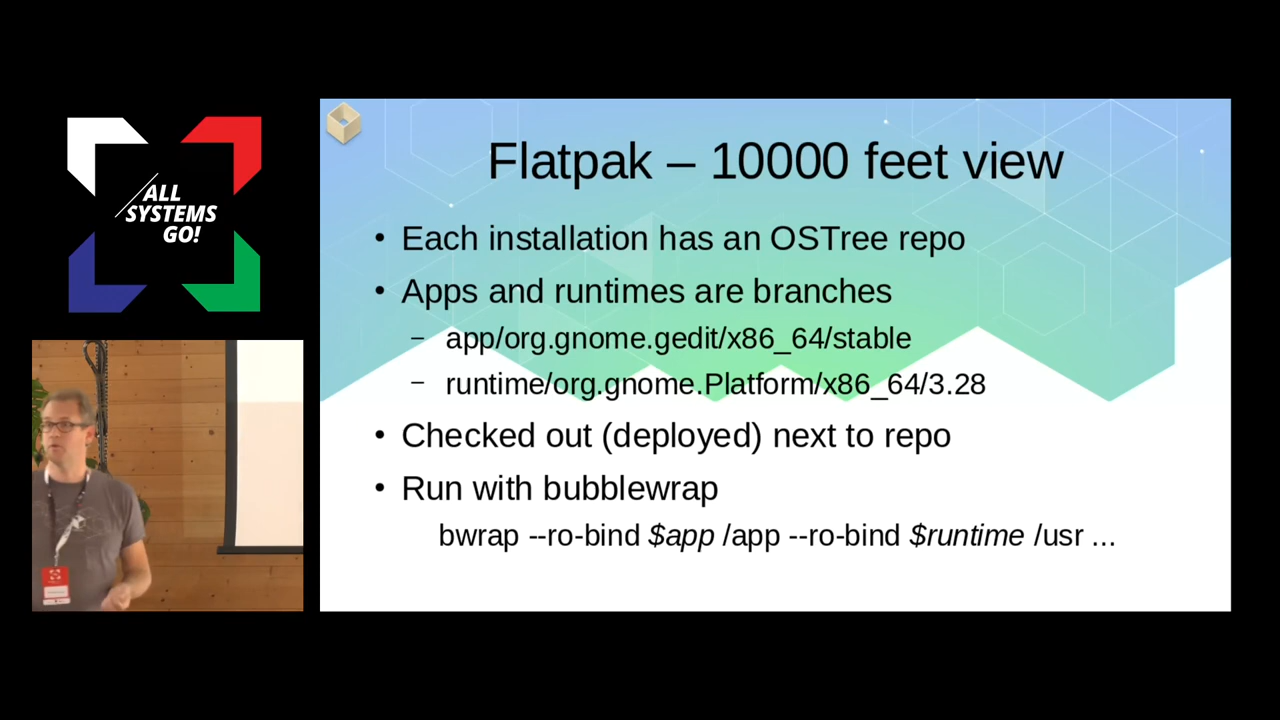 ALL
SYSTEMS
GO!
Flatpak – 10000 feet view
• Each installation has an OSTree repo
• Apps and runtimes are branches
– app/org.gnome.gedit/x86_64/stable
– runtime/org.gnome.Platform/x86_64/3.28
• Checked out (deployed) next to repo
• Run with bubblewrap
bwrap --ro-bind $app /app --ro-bind $runtime /usr ...